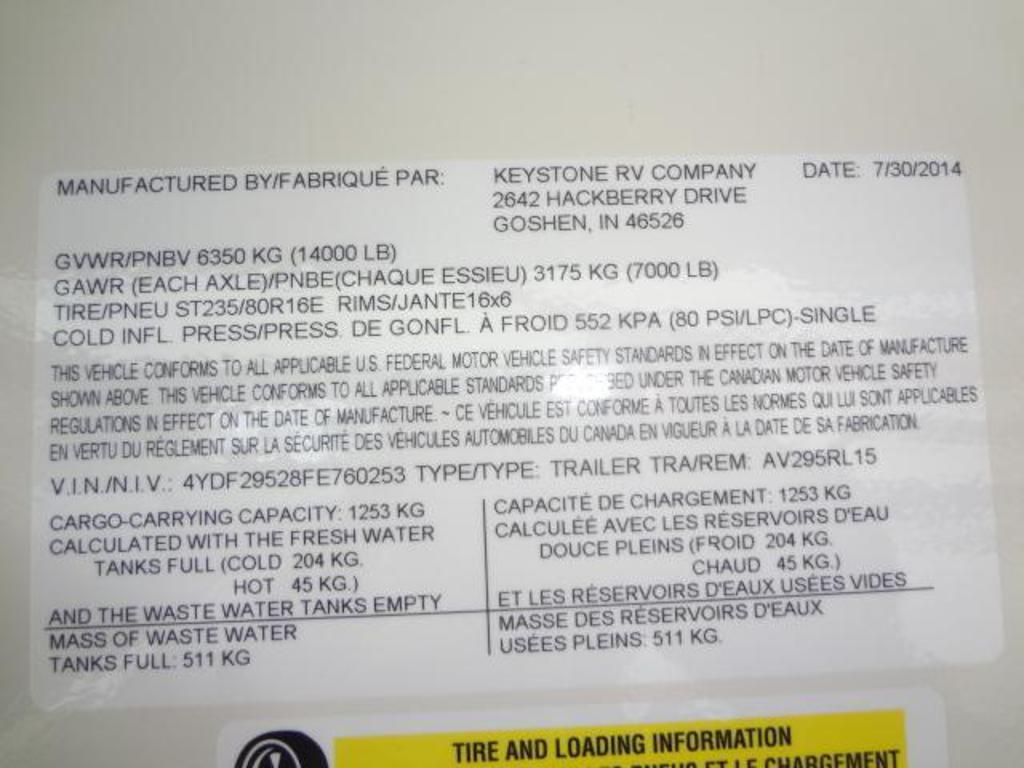 MANUFACTURED BY/FABRIQUÉ PAR: KEYSTONE RV COMPANY DATE: 7/30/2014
2642 HACKBERRY DRIVE
GOSHEN, IN 46526
GVWR/PNBV 6350 KG (14000 LB)
GAWR (EACH AXLE)/PNBE(CHAQUE ESSIEU) 3175 KG (7000 LB)
TIRE/PNEU ST235/80R16E RIMS/JANTE16x6
COLD INFL. PRESS/PRESS. DE GONFL. À FROID 552 KPA (80 PSI/LPC)-SINGLE
THIS VEHICLE CONFORMS TO ALL APPLICABLE U.S. FEDERAL MOTOR VEHICLE SAFETY STANDARDS IN EFFECT ON THE DATE OF MANUFACTURE
SHOWN ABOVE. THIS VEHICLE CONFORMS TO ALL APPLICABLE STANDARDS UNDER THE CANADIAN MOTOR VEHICLE SAFETY
REGULATIONS IN EFFECT ON THE DATE OF MANUFACTURE. ~ CE VÉHICULE EST CONFORME À TOUTES LES NORMES QUI LUI SONT APPLICABLES
EN VERTU DU RÉGLEMENT SUR LA SÉCURITÉ DES VÉHICULES AUTOMOBILES DU CANADA EN VIGUEUR À LA DATE DE SA FABRICATION.
V.I.N./N.I.V.: 4YDF29528FE760253 TYPE/TYPE: TRAILER TRA/REM: AV295RL15
CARGO-CARRYING CAPACITY: 1253 KG
CALCULATED WITH THE FRESH WATER
TANKS FULL (COLD 204 KG.
HOT 45 KG.)
AND THE WASTE WATER TANKS EMPTY
MASS OF WASTE WATER
TANKS FULL: 511 KG
CAPACITÉ DE CHARGEMENT: 1253 KG
CALCULÉÉ AVEC LES RÉSERVOIRS D'EAU
DOUCE PLEINS (FROID 204 KG.
CHAUD 45 KG.)
ET LES RÉSERVOIRS D'EAUX USÉES VIDES
MASSE DES RÉSERVOIRS D'EAUX
USÉES PLEINS: 511 KG.
TIRE AND LOADING INFORMATION
PNEUS ET LE CHARGEMENT